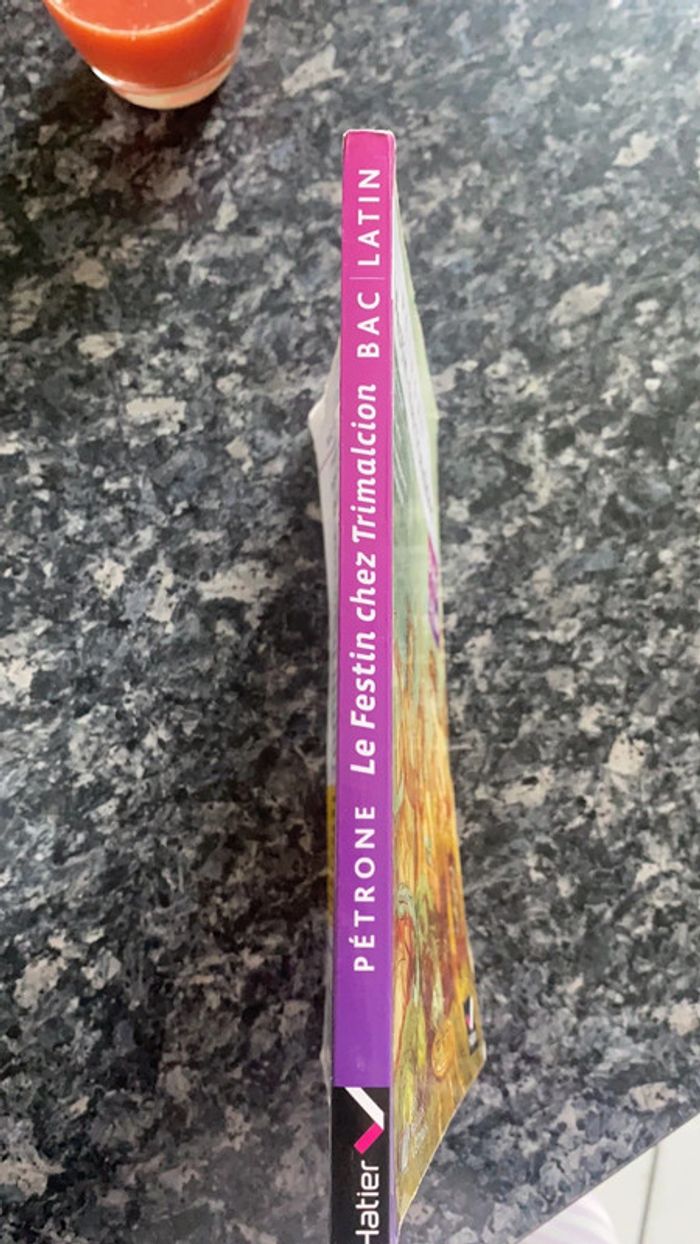 PÉTRONE Le Festin chez Trimalcion BAC | LATIN
Hatier